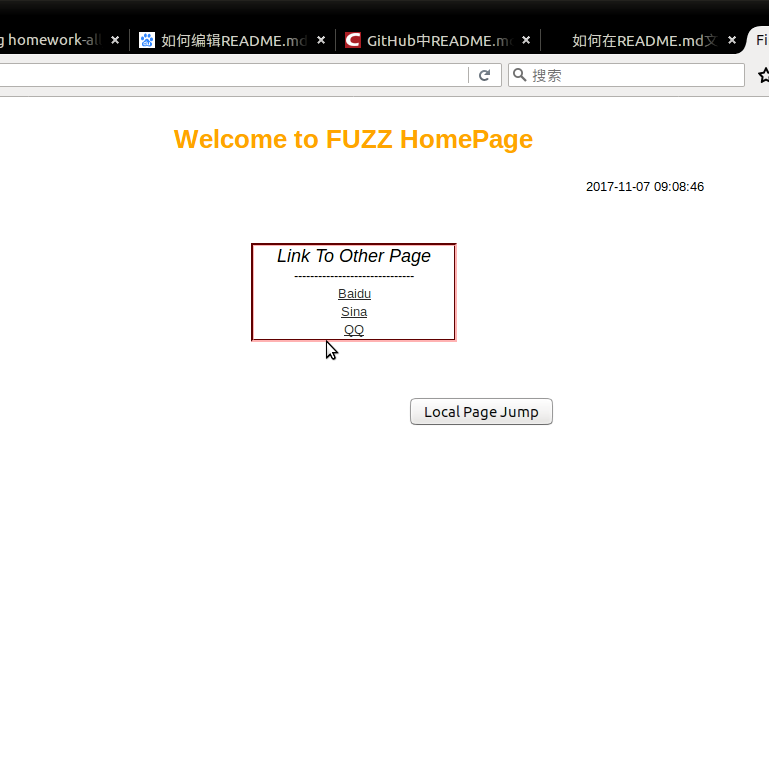 g homework-all
如何编辑README.md
GitHub中README.m
如何在README.md文
Fi
搜索
Welcome to FUZZ HomePage
2017-11-07 09:08:46
Link To Other Page
------------------------------
Baidu
Sina
QQ
Local Page Jump